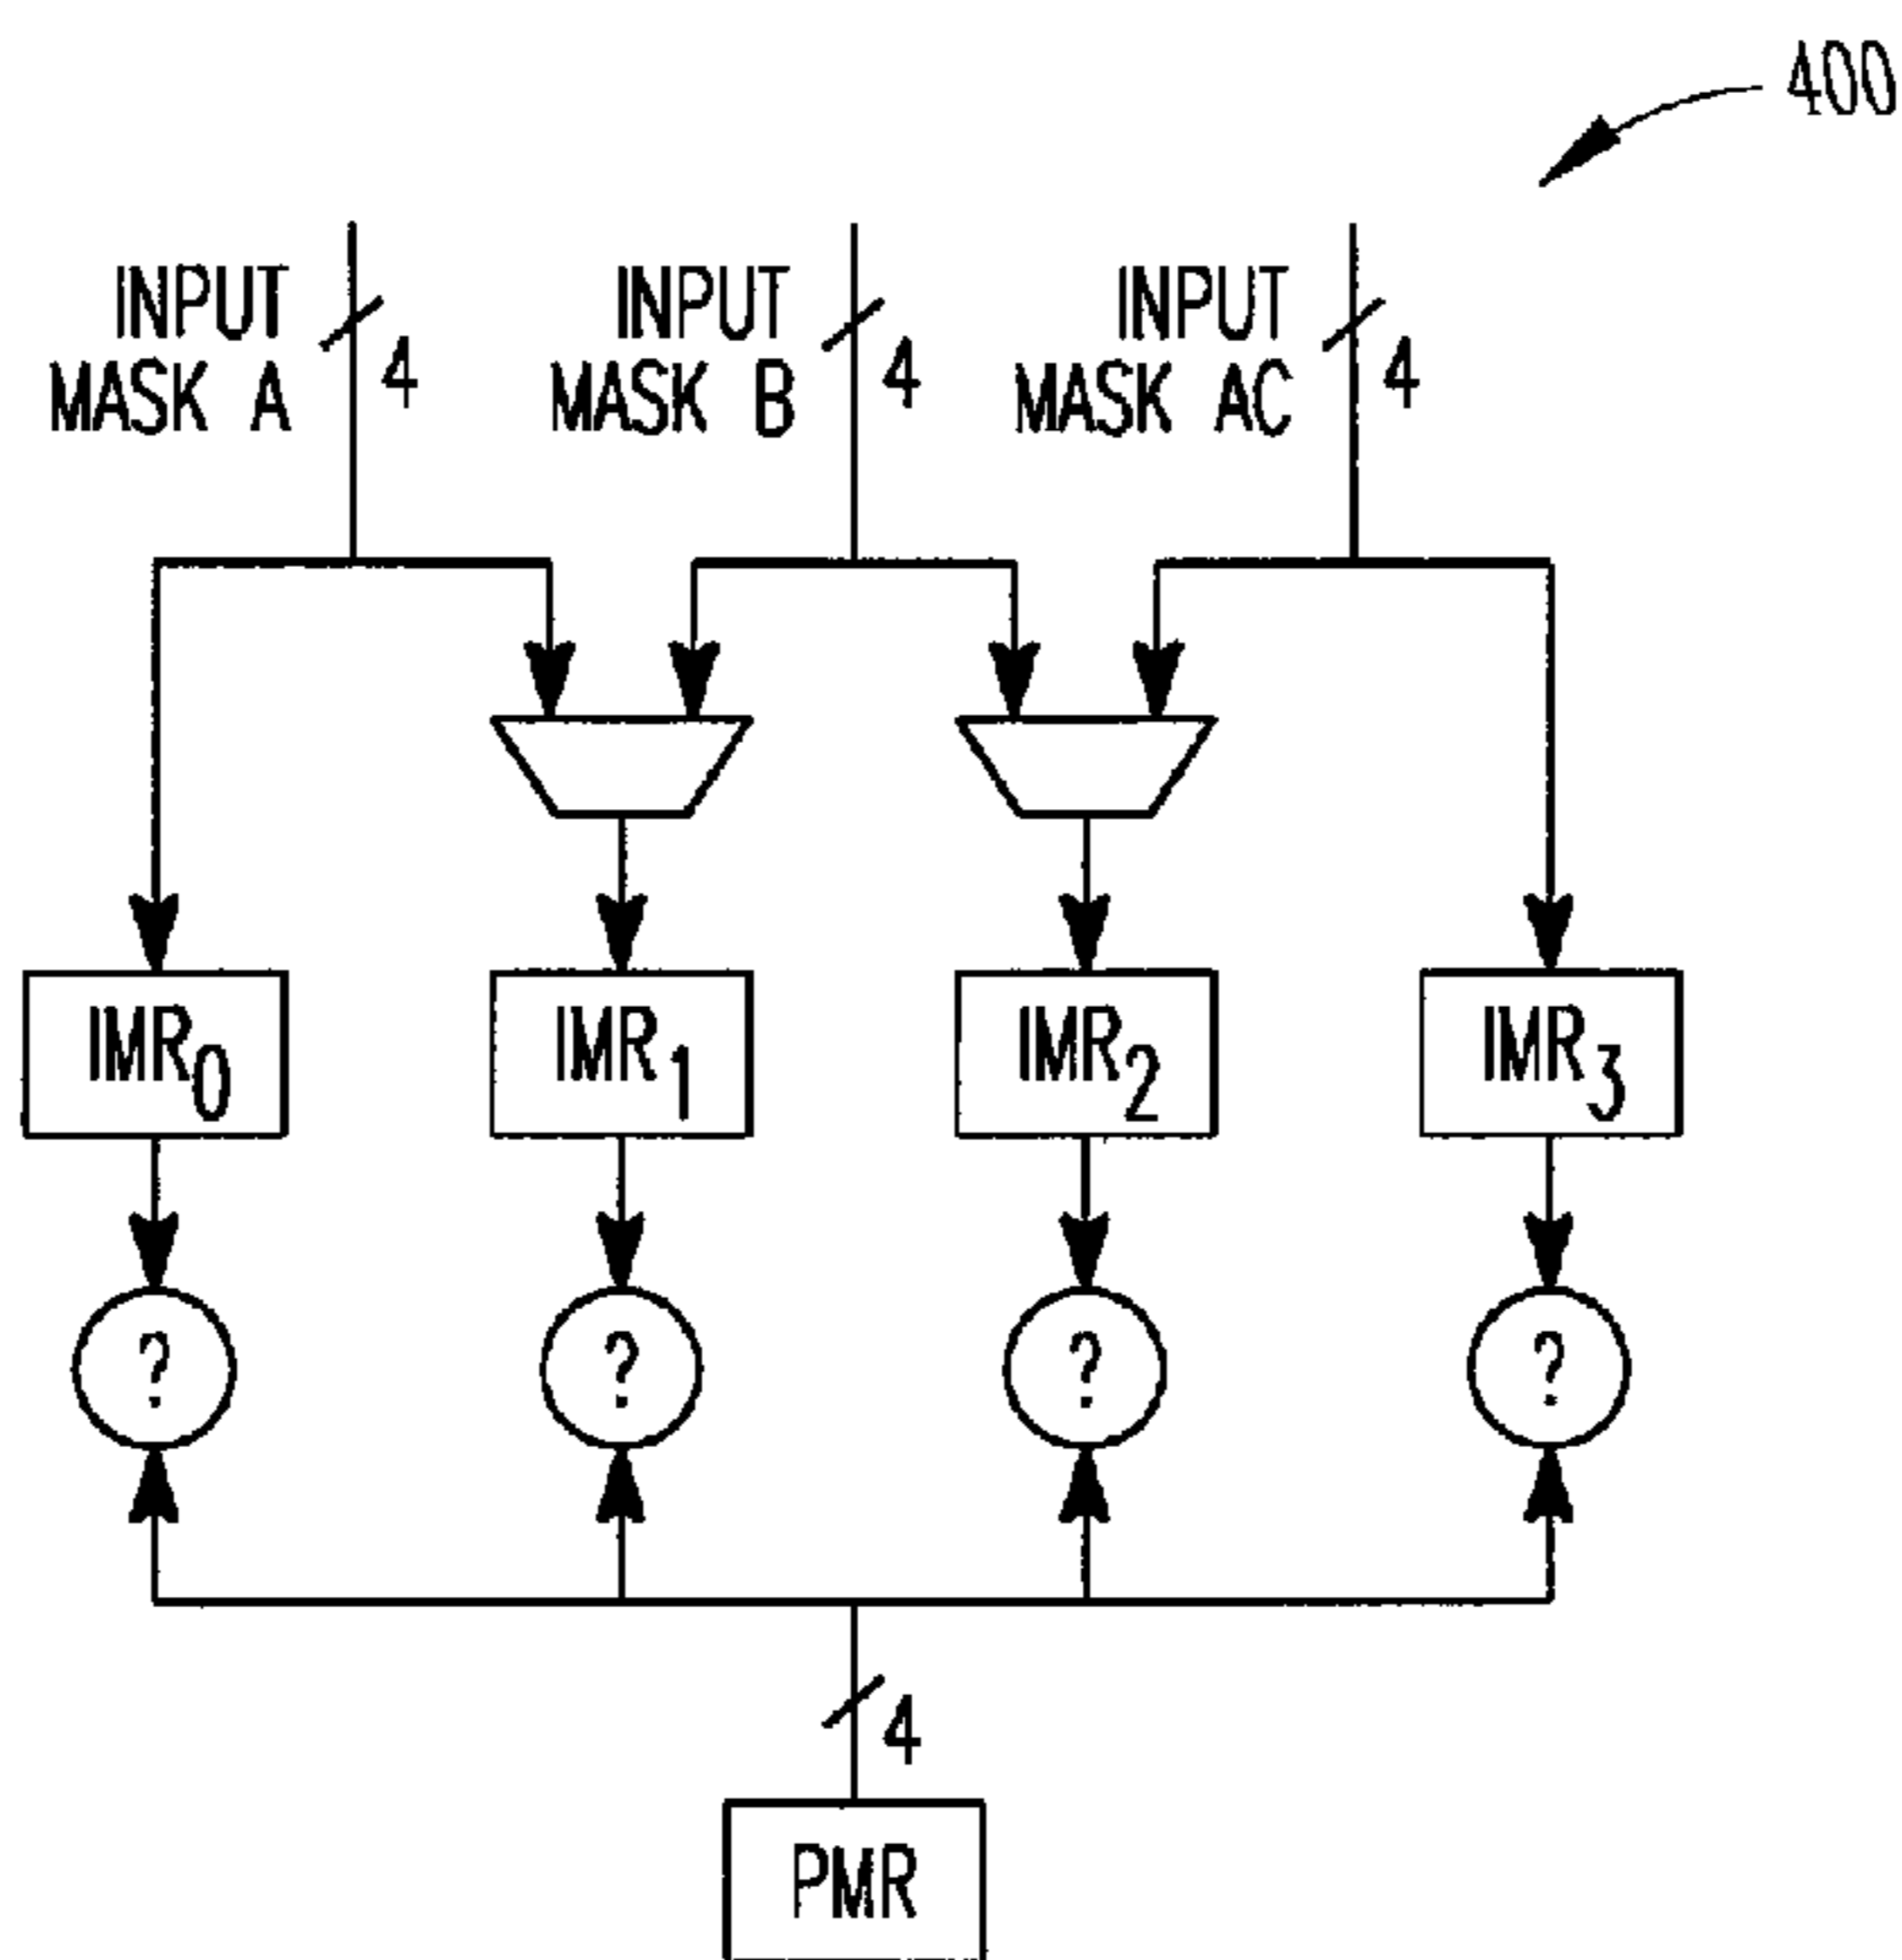 400
INPUT
MASK A
4
INPUT
MASK B
4
INPUT
MASK AC
4
IMR0
IMR1
IMR2
IMR3
?
?
?
?
4
PMR